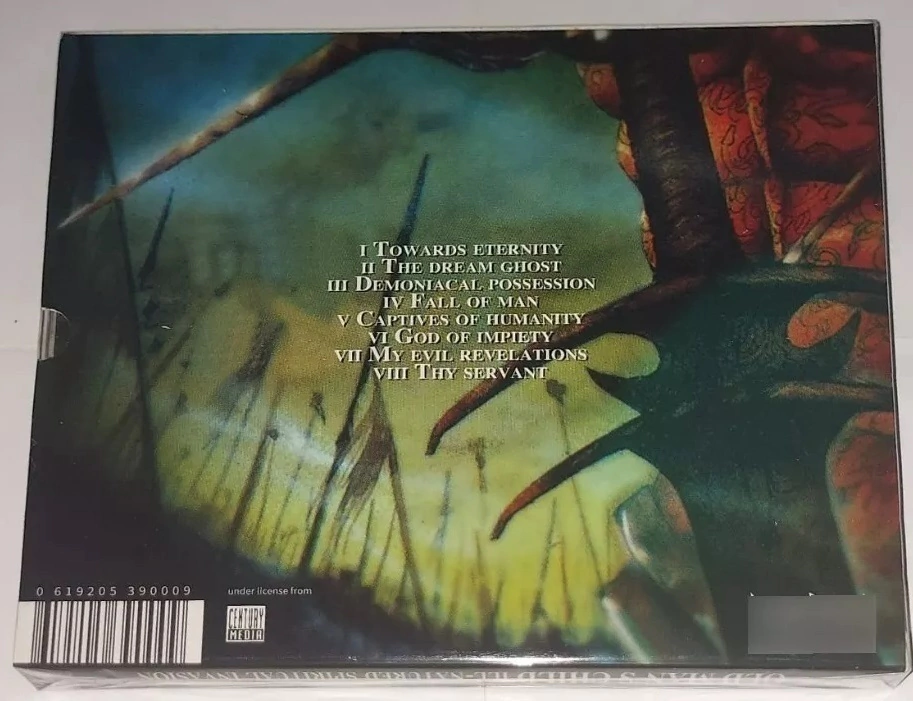 I TOWARDS ETERNITY
II THE DREAM GHOST
III DEMONIACAL POSSESSION
IV FALL OF MAN
V CAPTIVES OF HUMANITY
VI GOD OF IMPIETY
VII MY EVIL REVELATIONS
VIII THY SERVANT
0 619205 390009
under license from
CENTURY
MEDIA
OLD MAN'S CHILD ILL-NATURED SPIRITUAL INVASION